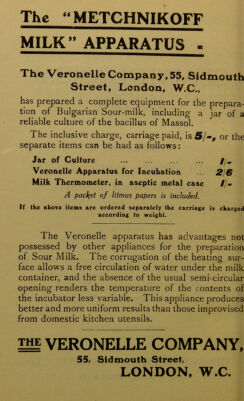 The "METCHNIKOFF
MILK" APPARATUS -
The Veronelle Company, 55, Sidmouth
Street, London, W.C.,
has prepared a complete equipment for the prepara-
tion of Bulgarian Sour-milk, including a jar of a
reliable culture of the bacillus of Massol.
The inclusive charge, carriage paid, is 5/-, or the
separate items can be had as follows:
Jar of Culture ... ... ... 1/-
Veronelle Apparatus for Incubation ... 2/6
Milk Thermometer, in aseptic metal case 1/-
A packet of litmus papers is included.
If the above items are ordered separately the carriage is charged
according to weight.
The Veronelle apparatus has advantages not
possessed by other appliances for the preparation
of Sour Milk. The corrugation of the heating sur-
face allows a free circulation of water under the milk
container, and the absence of the usual semi-circular
opening renders the temperature of the contents of
the incubator less variable. This appliance produces
better and more uniform results than those improvised
from domestic kitchen utensils.
THE VERONELLE COMPANY,
55, Sidmouth Street,
LONDON, W.C.